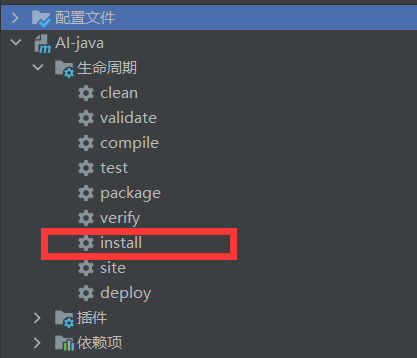 配置文件
AI-java
生命周期
clean
validate
compile
test
package
verify
install
site
deploy
插件
依赖项